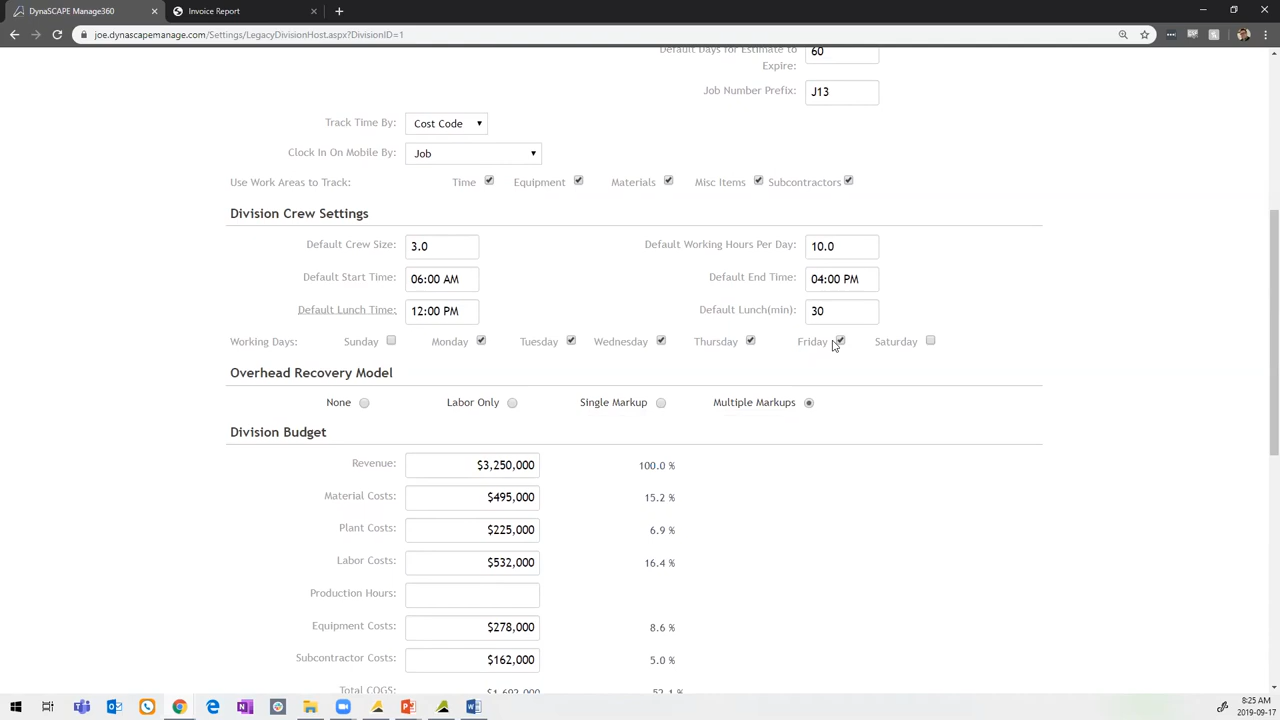 DynaSCAPE Manage360
Invoice Report
joe.dynascapemanage.com/Settings/LegacyDivisionHost.aspx?DivisionID=1
Default Days for Estimate to Expire: 60
Job Number Prefix: J13
Track Time By: Cost Code
Clock In On Mobile By: Job
Use Work Areas to Track: Time Equipment Materials Misc Items Subcontractors
Division Crew Settings
Default Crew Size: 3.0 Default Working Hours Per Day: 10.0
Default Start Time: 06:00 AM Default End Time: 04:00 PM
Default Lunch Time: 12:00 PM Default Lunch(min): 30
Working Days: Sunday Monday Tuesday Wednesday Thursday Friday Saturday
Overhead Recovery Model
None Labor Only Single Markup Multiple Markups
Division Budget
Revenue: $3,250,000 100.0 %
Material Costs: $495,000 15.2 %
Plant Costs: $225,000 6.9 %
Labor Costs: $532,000 16.4 %
Production Hours:
Equipment Costs: $278,000 8.6 %
Subcontractor Costs: $162,000 5.0 %
Total COGS: $1,692,000 52.1 %
8:25 AM
2019-09-17